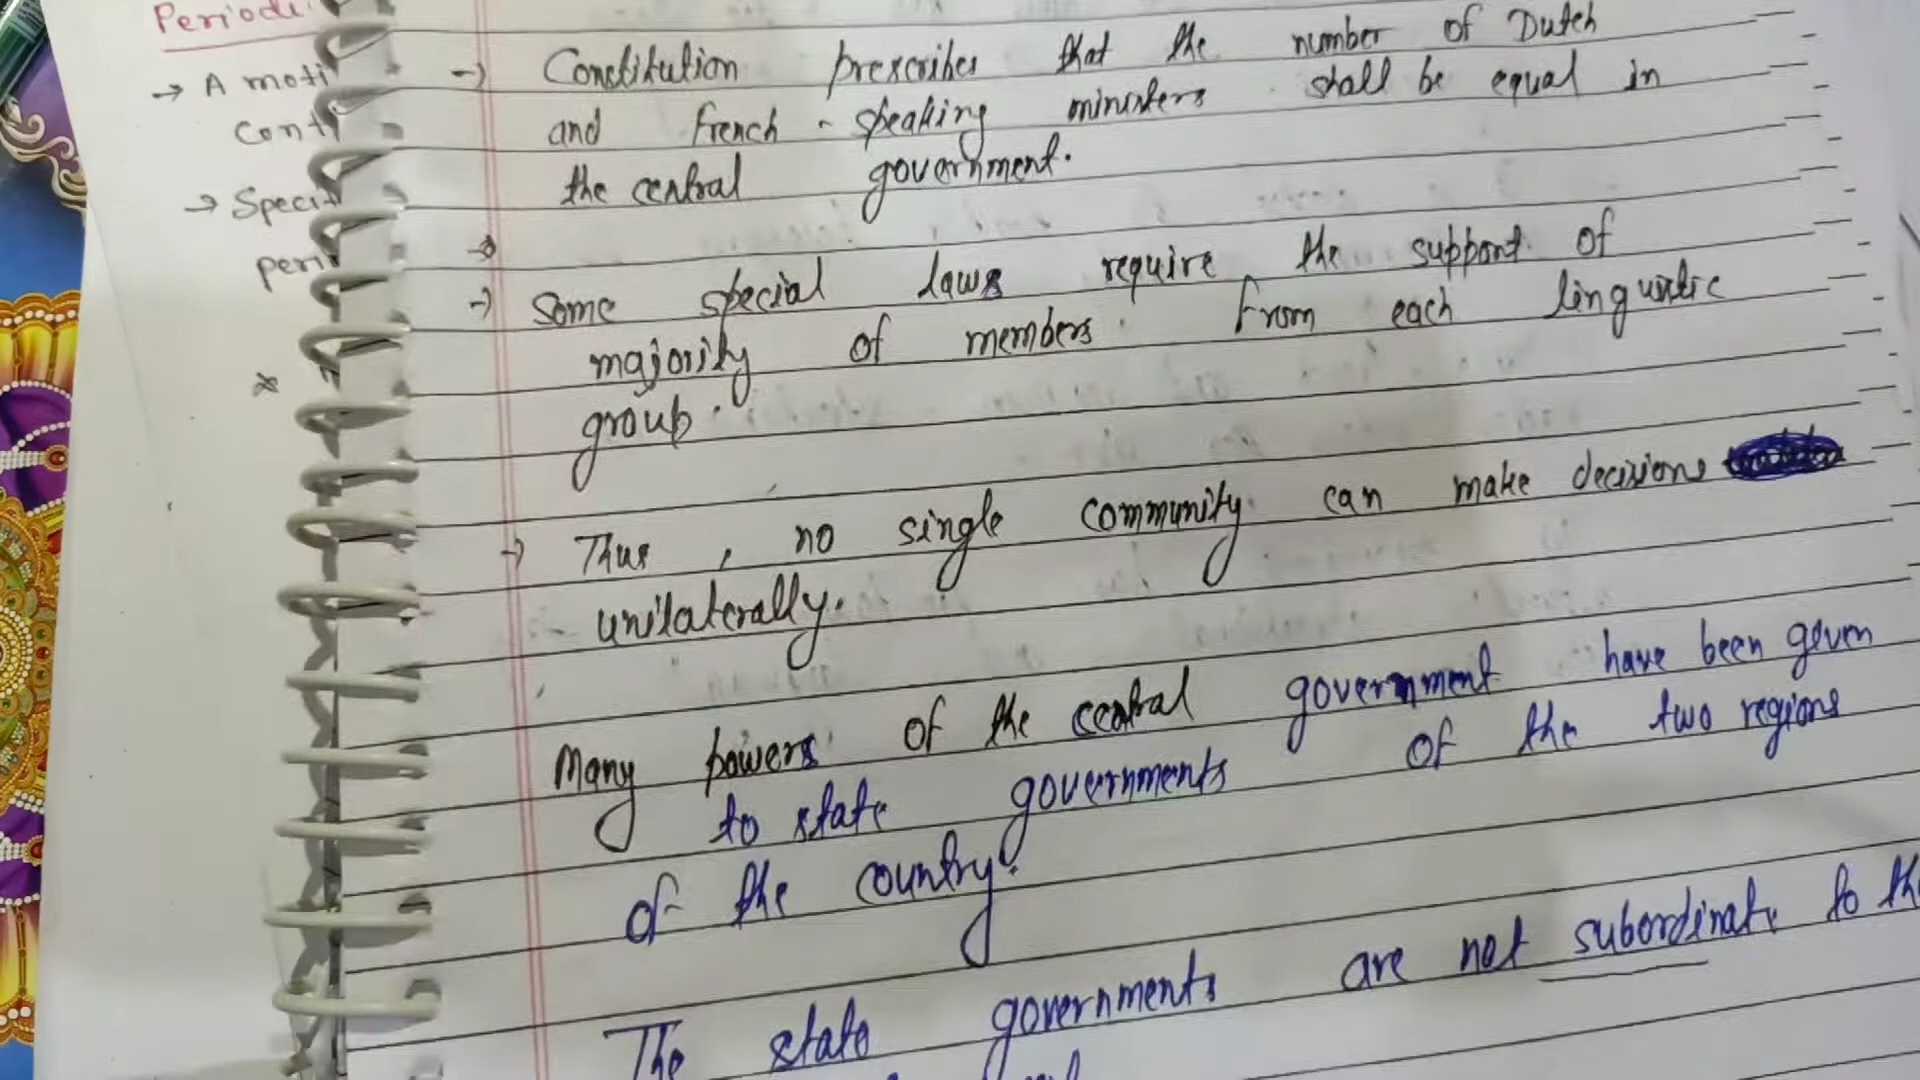 Periodi
→ A moti
cont
→ Speci
peri
→ Constitution prescribes that the number of Dutch
and French-speaking ministers shall be equal in
the central government.
→
→ Some special laws require the support of
majority of members from each linguistic
group.
→ Thus, no single community can make decisions
unilaterally.
Many powers of the central government have been given
to state governments of the two regions
of the country.
The state governments are not subordinate to th